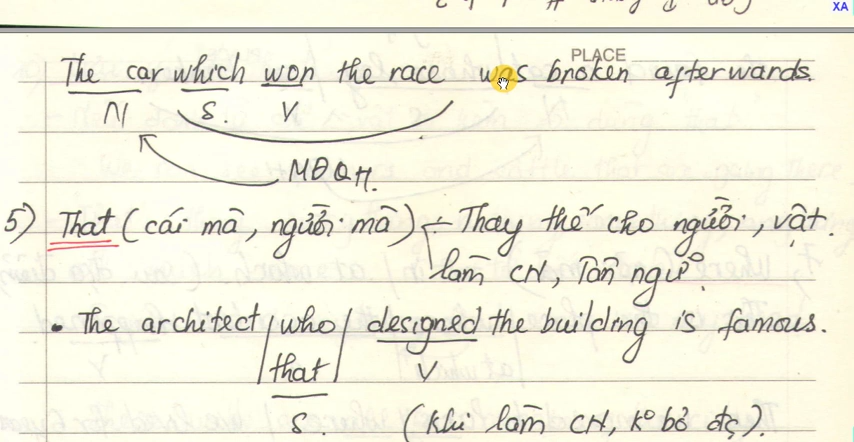 XA
PLACE
The car which won the race was broken afterwards.
N S. V
MĐQH.
5) That (cái mà, người mà) - Thay thế cho người, vật.
làm CN, Tân ngữ.
• The architect who designed the building is famous.
that V
S. (khi làm CN, k° bỏ đc).